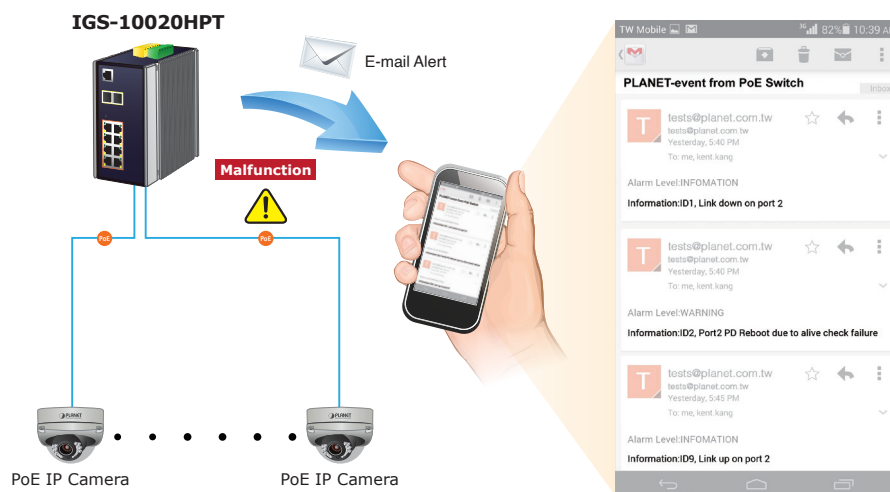 IGS-10020HPT
E-mail Alert
Malfunction
PoE
PoE
PLANET
PLANET
PoE IP Camera
PoE IP Camera
TW Mobile
3G 82% 10:39 A
PLANET-event from PoE Switch
Inbox
T
tests@planet.com.tw
tests@planet.com.tw
Yesterday, 5:40 PM
To: me, kent.kang
Alarm Level:INFOMATION
Information:ID1, Link down on port 2
T
tests@planet.com.tw
tests@planet.com.tw
Yesterday, 5:40 PM
To: me, kent.kang
Alarm Level:WARNING
Information:ID2, Port2 PD Reboot due to alive check failure
T
tests@planet.com.tw
tests@planet.com.tw
Yesterday, 5:45 PM
To: me, kent.kang
Alarm Level:INFOMATION
Information:ID9, Link up on port 2